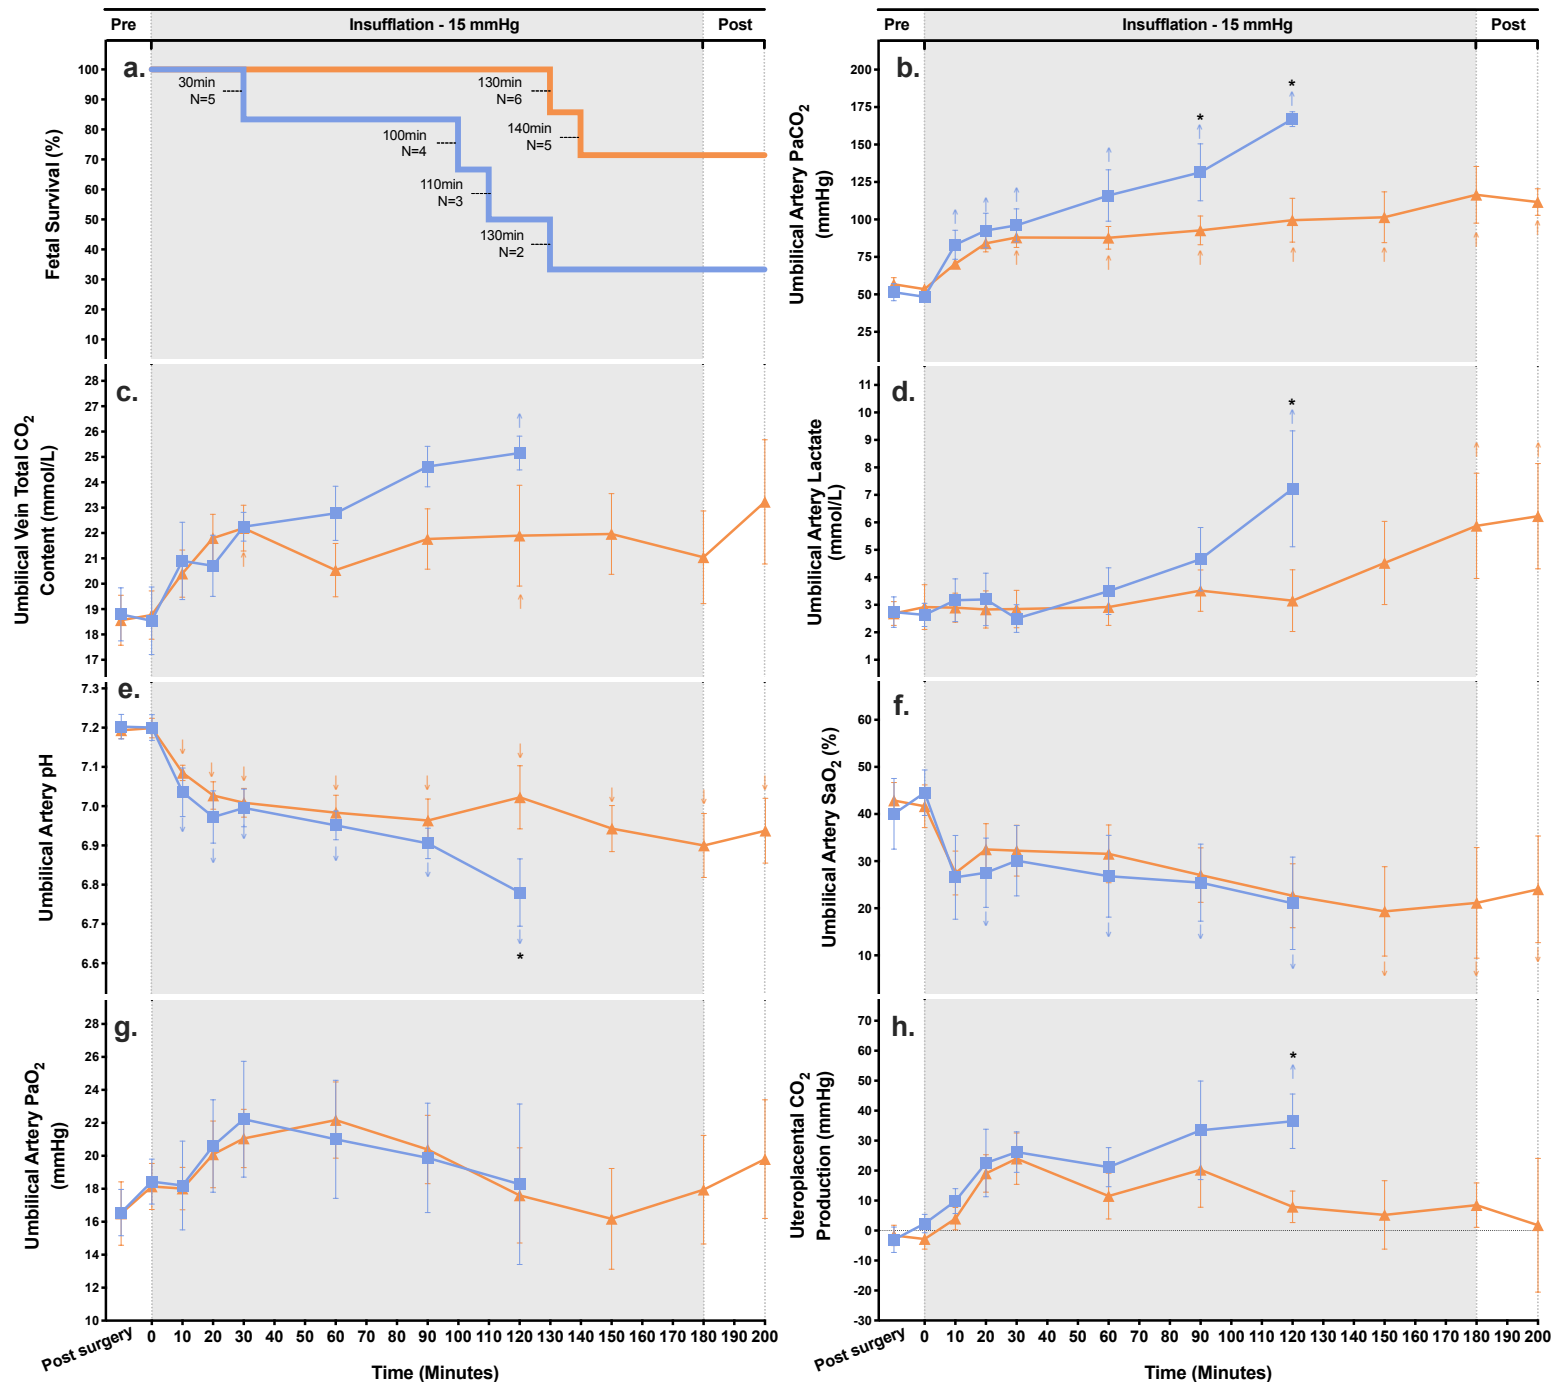 Pre Insufflation - 15 mmHg Post
a.
Fetal Survival (%)
100
90
80
70
60
50
40
30
20
10
30min
N=5
100min
N=4
110min
N=3
130min
N=2
130min
N=6
140min
N=5
Pre Insufflation - 15 mmHg Post
b.
Umbilical Artery PaCO2
(mmHg)
200
175
150
125
100
75
50
25
*
*
c.
Umbilical Vein Total CO2
Content (mmol/L)
28
27
26
25
24
23
22
21
20
19
18
17
d.
Umbilical Artery Lactate
(mmol/L)
11
10
9
8
7
6
5
4
3
2
1
*
e.
Umbilical Artery pH
7.3
7.2
7.1
7.0
6.9
6.8
6.7
6.6
*
f.
Umbilical Artery SaO2 (%)
60
50
40
30
20
10
g.
Umbilical Artery PaO2
(mmHg)
28
26
24
22
20
18
16
14
12
10
Post surgery 0 10 20 30 40 50 60 70 80 90 100 110 120 130 140 150 160 170 180 190 200
Time (Minutes)
h.
Uteroplacental CO2
Production (mmHg)
70
60
50
40
30
20
10
0
-10
-20
-30
*
Post surgery 0 10 20 30 40 50 60 70 80 90 100 110 120 130 140 150 160 170 180 190 200
Time (Minutes)